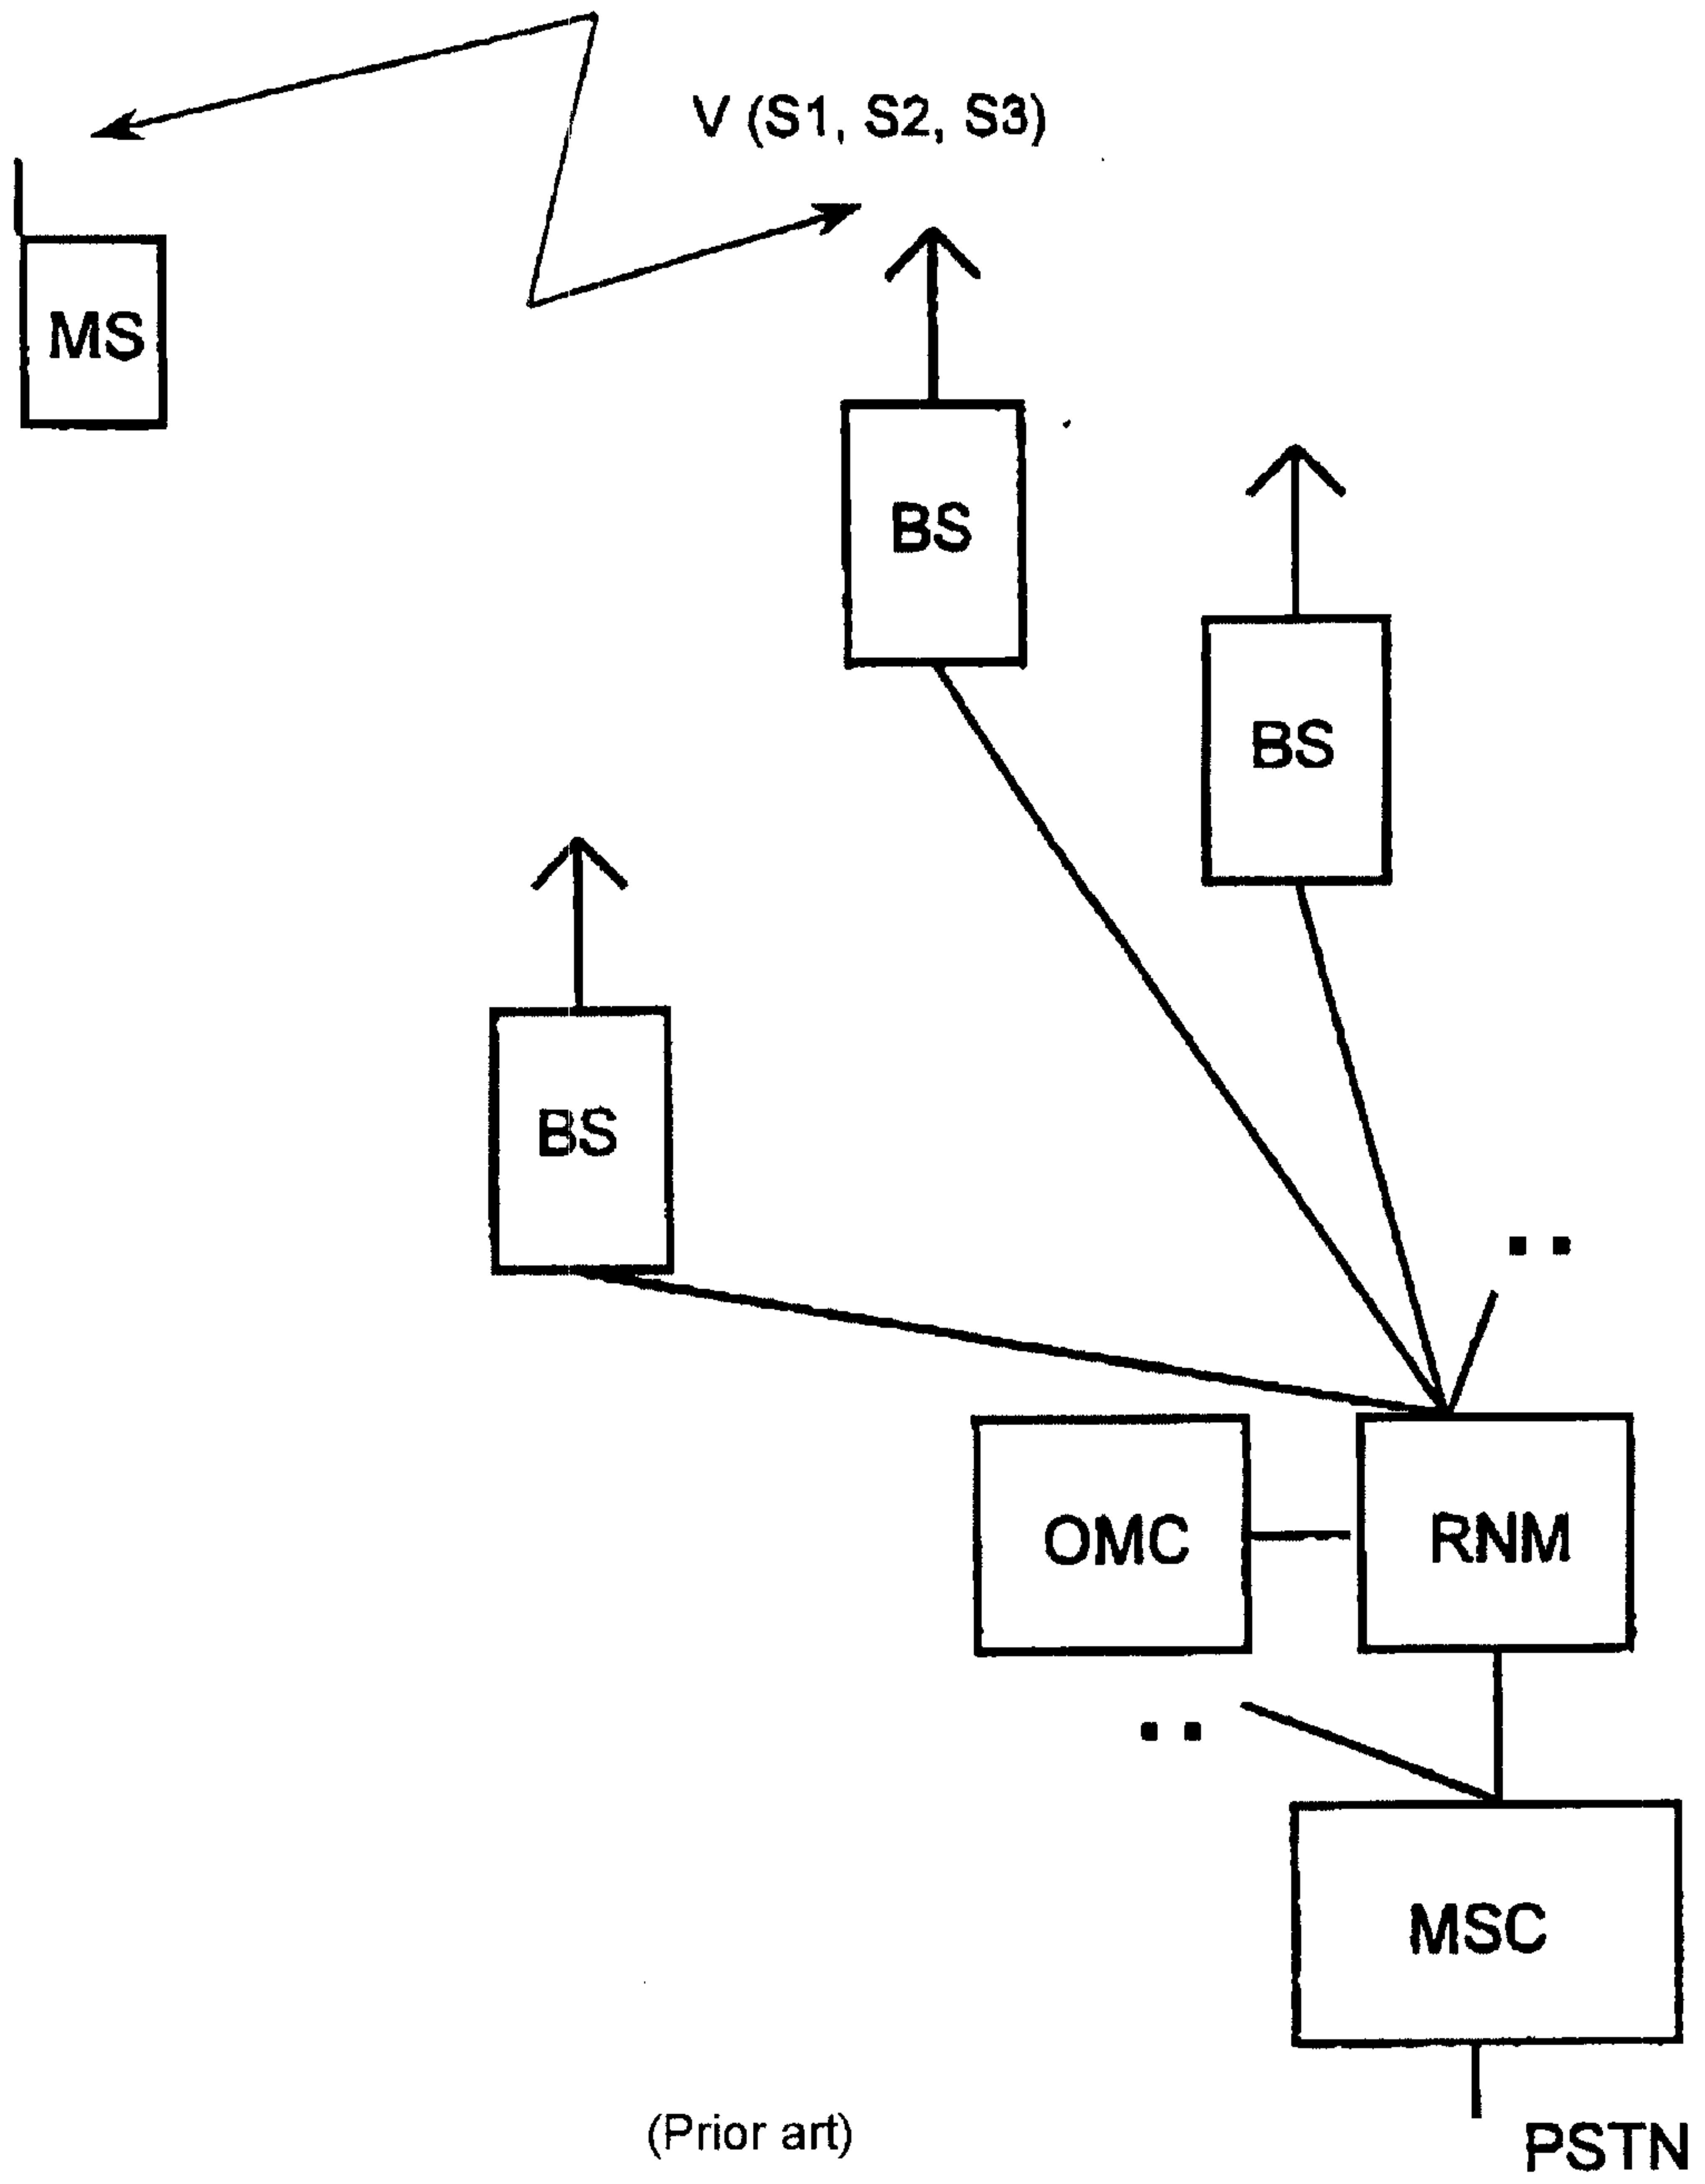 V (S1, S2, S3)
MS
BS
BS
BS
OMC
RNM
MSC
(Prior art)
PSTN